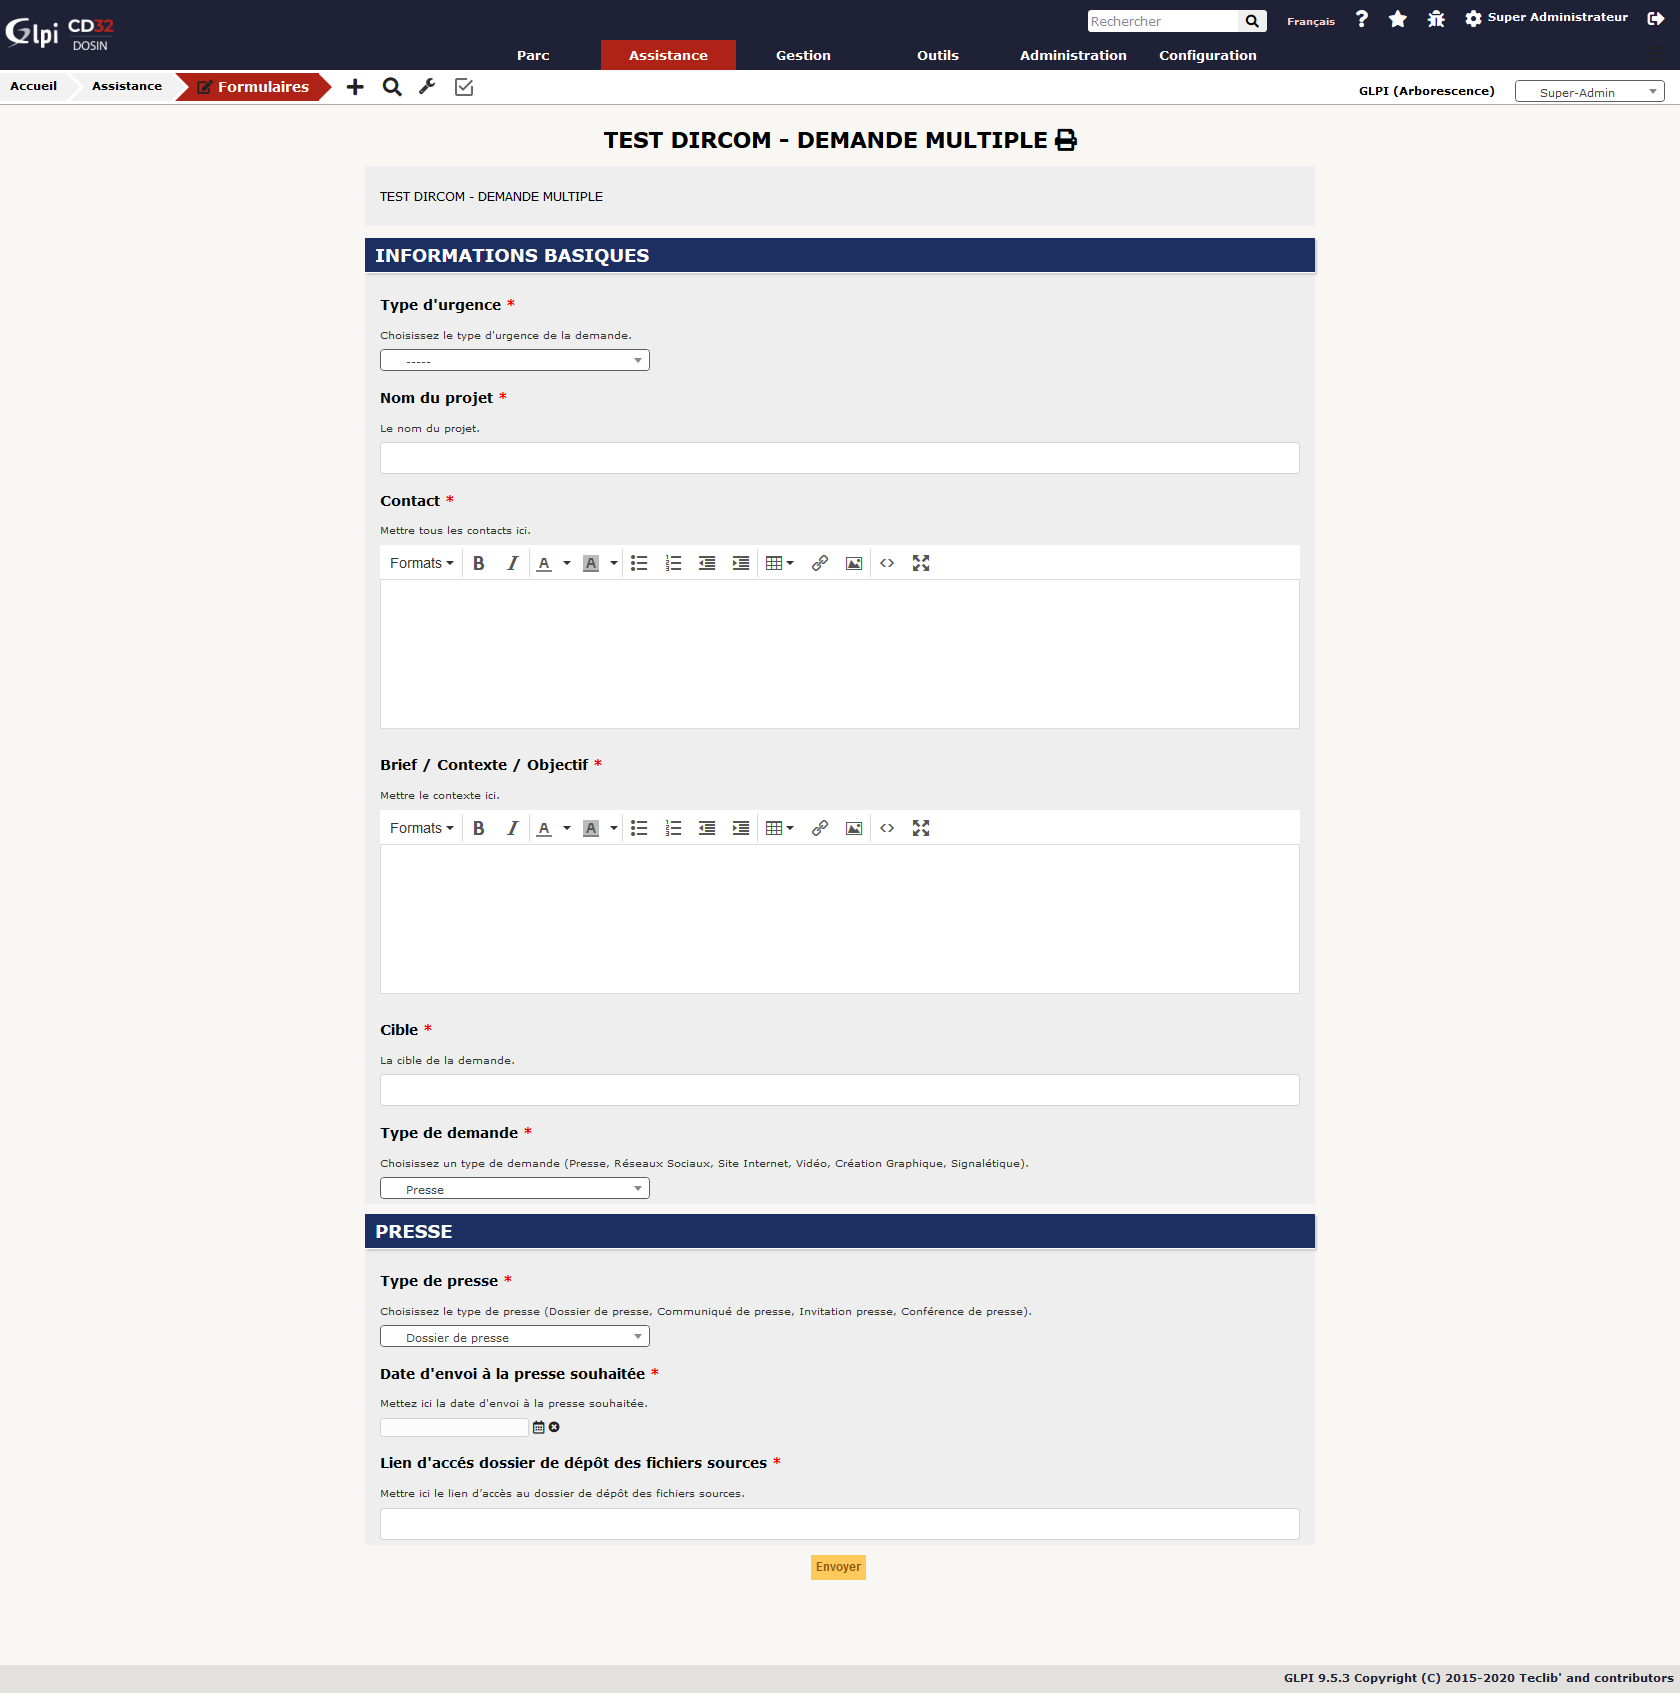 Glpi CD32 DOSIN
Rechercher
Français
Super Administrateur
Parc Assistance Gestion Outils Administration Configuration
Accueil Assistance Formulaires
GLPI (Arborescence) Super-Admin
TEST DIRCOM - DEMANDE MULTIPLE
TEST DIRCOM - DEMANDE MULTIPLE
INFORMATIONS BASIQUES
Type d'urgence *
Choisissez le type d'urgence de la demande.
-----
Nom du projet *
Le nom du projet.
Contact *
Mettre tous les contacts ici.
Formats B I A A
Brief / Contexte / Objectif *
Mettre le contexte ici.
Formats B I A A
Cible *
La cible de la demande.
Type de demande *
Choisissez un type de demande (Presse, Réseaux Sociaux, Site Internet, Vidéo, Création Graphique, Signalétique).
Presse
PRESSE
Type de presse *
Choisissez le type de presse (Dossier de presse, Communiqué de presse, Invitation presse, Conférence de presse).
Dossier de presse
Date d'envoi à la presse souhaitée *
Mettez ici la date d'envoi à la presse souhaitée.
Lien d'accés dossier de dépôt des fichiers sources *
Mettre ici le lien d’accès au dossier de dépôt des fichiers sources.
Envoyer
GLPI 9.5.3 Copyright (C) 2015-2020 Teclib' and contributors